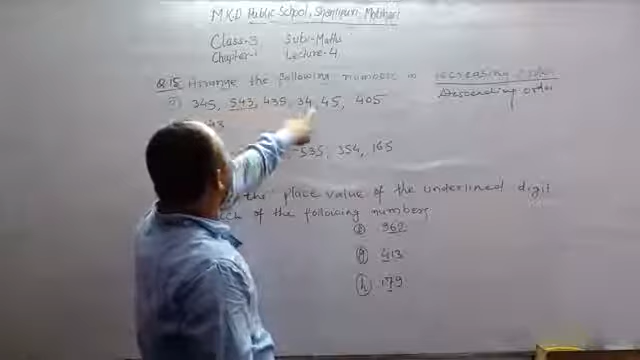 M.K.D Public School, Shantipuri, Motihari
Class-3 Sub:- Maths
Chapter-1 Lecture-4
Q.15 Arrange the following numbers in decreasing order
Descending order
345, 543, 435, 34, 45, 405
43
535, 354, 165
the place value of the underlined digit
of the following numbers
362
(g) 413
(h) 179